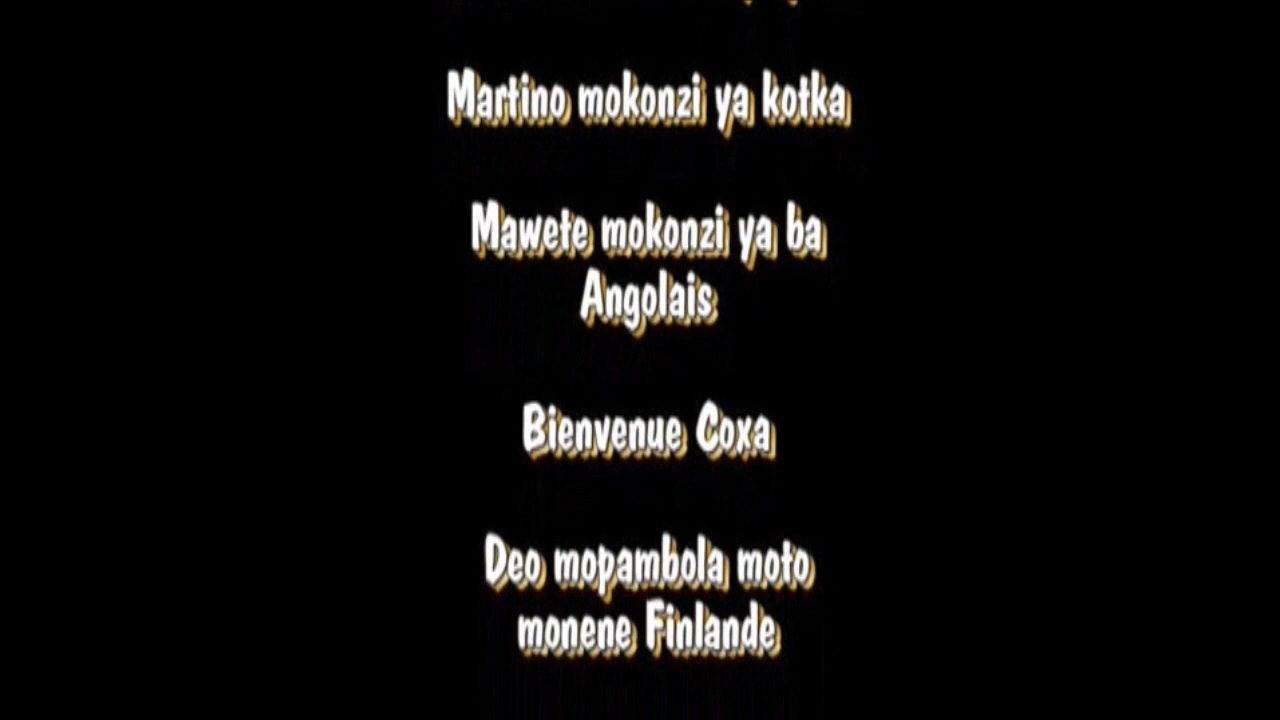 Martino mokonzi ya kotka
Mawete mokonzi ya ba
Angolais
Bienvenue Coxa
Deo mopambola moto
monene Finlande